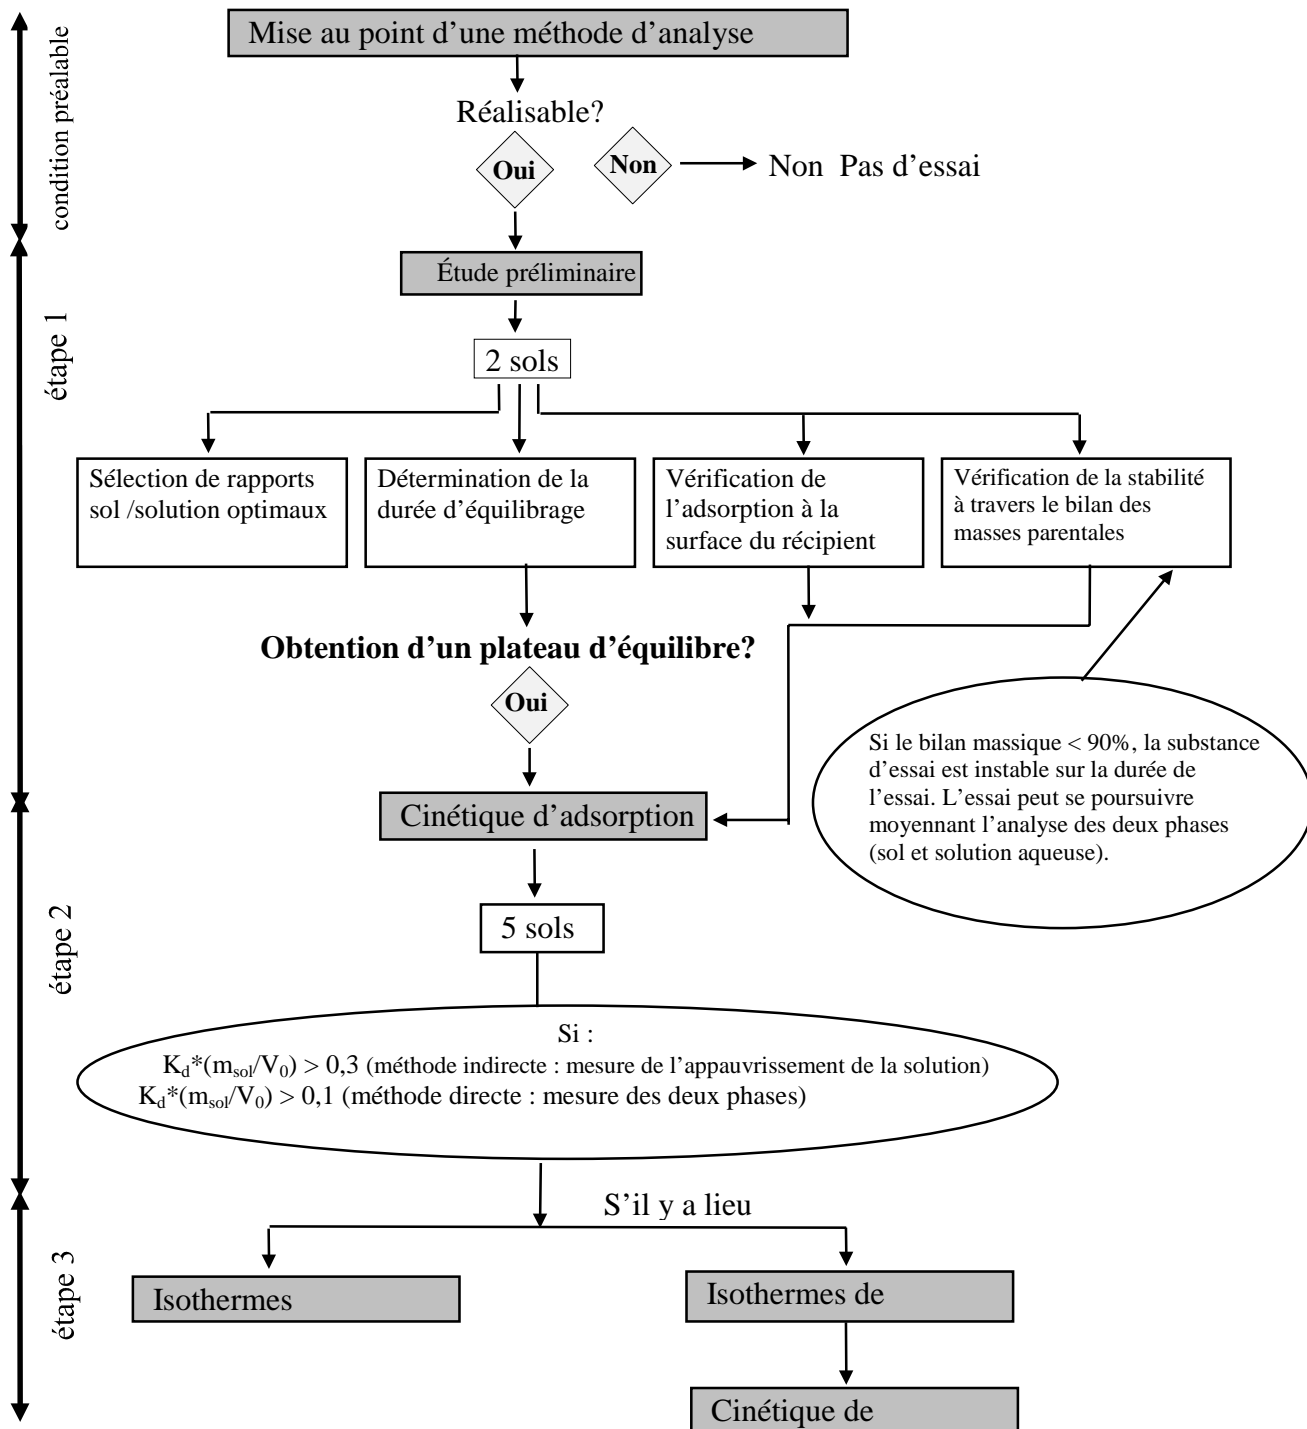 Mise au point d'une méthode d'analyse
condition préalable
Réalisable?
Oui
Non
Non Pas d'essai
Étude préliminaire
étape 1
2 sols
Sélection de rapports
sol /solution optimaux
Détermination de la
durée d'équilibrage
Vérification de
l'adsorption à la
surface du récipient
Vérification de la stabilité
à travers le bilan des
masses parentales
Obtention d'un plateau d'équilibre?
Oui
Si le bilan massique < 90%, la substance
d'essai est instable sur la durée de
l'essai. L'essai peut se poursuivre
moyennant l'analyse des deux phases
(sol et solution aqueuse).
Cinétique d'adsorption
étape 2
5 sols
Si :
K_d*(m_sol/V_0) > 0,3 (méthode indirecte : mesure de l'appauvrissement de la solution)
K_d*(m_sol/V_0) > 0,1 (méthode directe : mesure des deux phases)
S'il y a lieu
étape 3
Isothermes
Isothermes de
Cinétique de